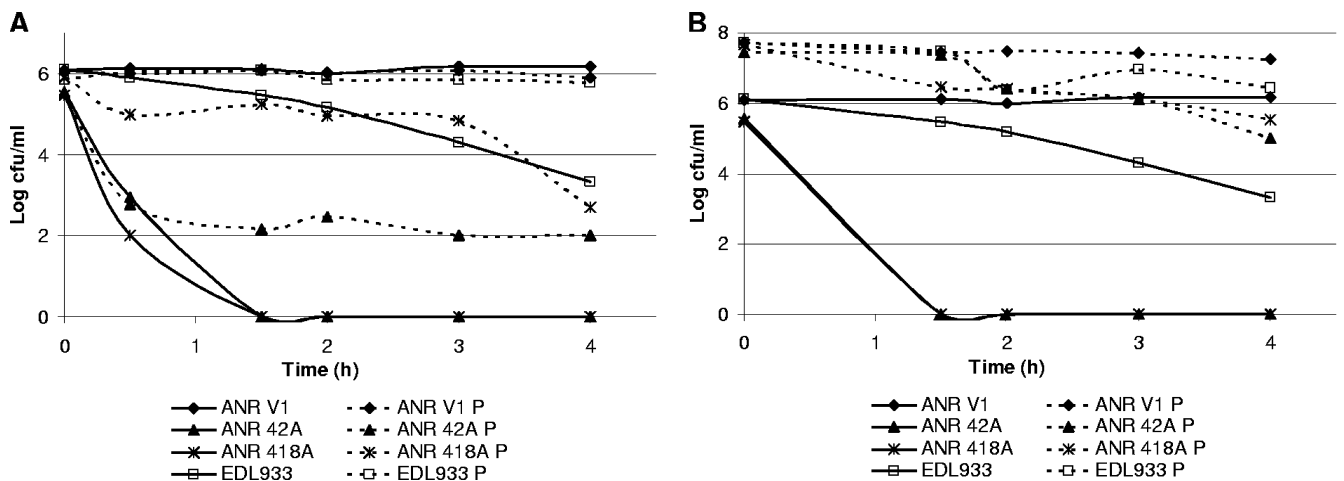 A
6
4
2
0
Log cfu/ml
0 1 2 3 4
Time (h)
ANR V1 ANR V1 P
ANR 42A ANR 42A P
ANR 418A ANR 418A P
EDL933 EDL933 P
B
8
6
4
2
0
Log cfu/ml
0 1 2 3 4
Time (h)
ANR V1 ANR V1 P
ANR 42A ANR 42A P
ANR 418A ANR 418A P
EDL933 EDL933 P